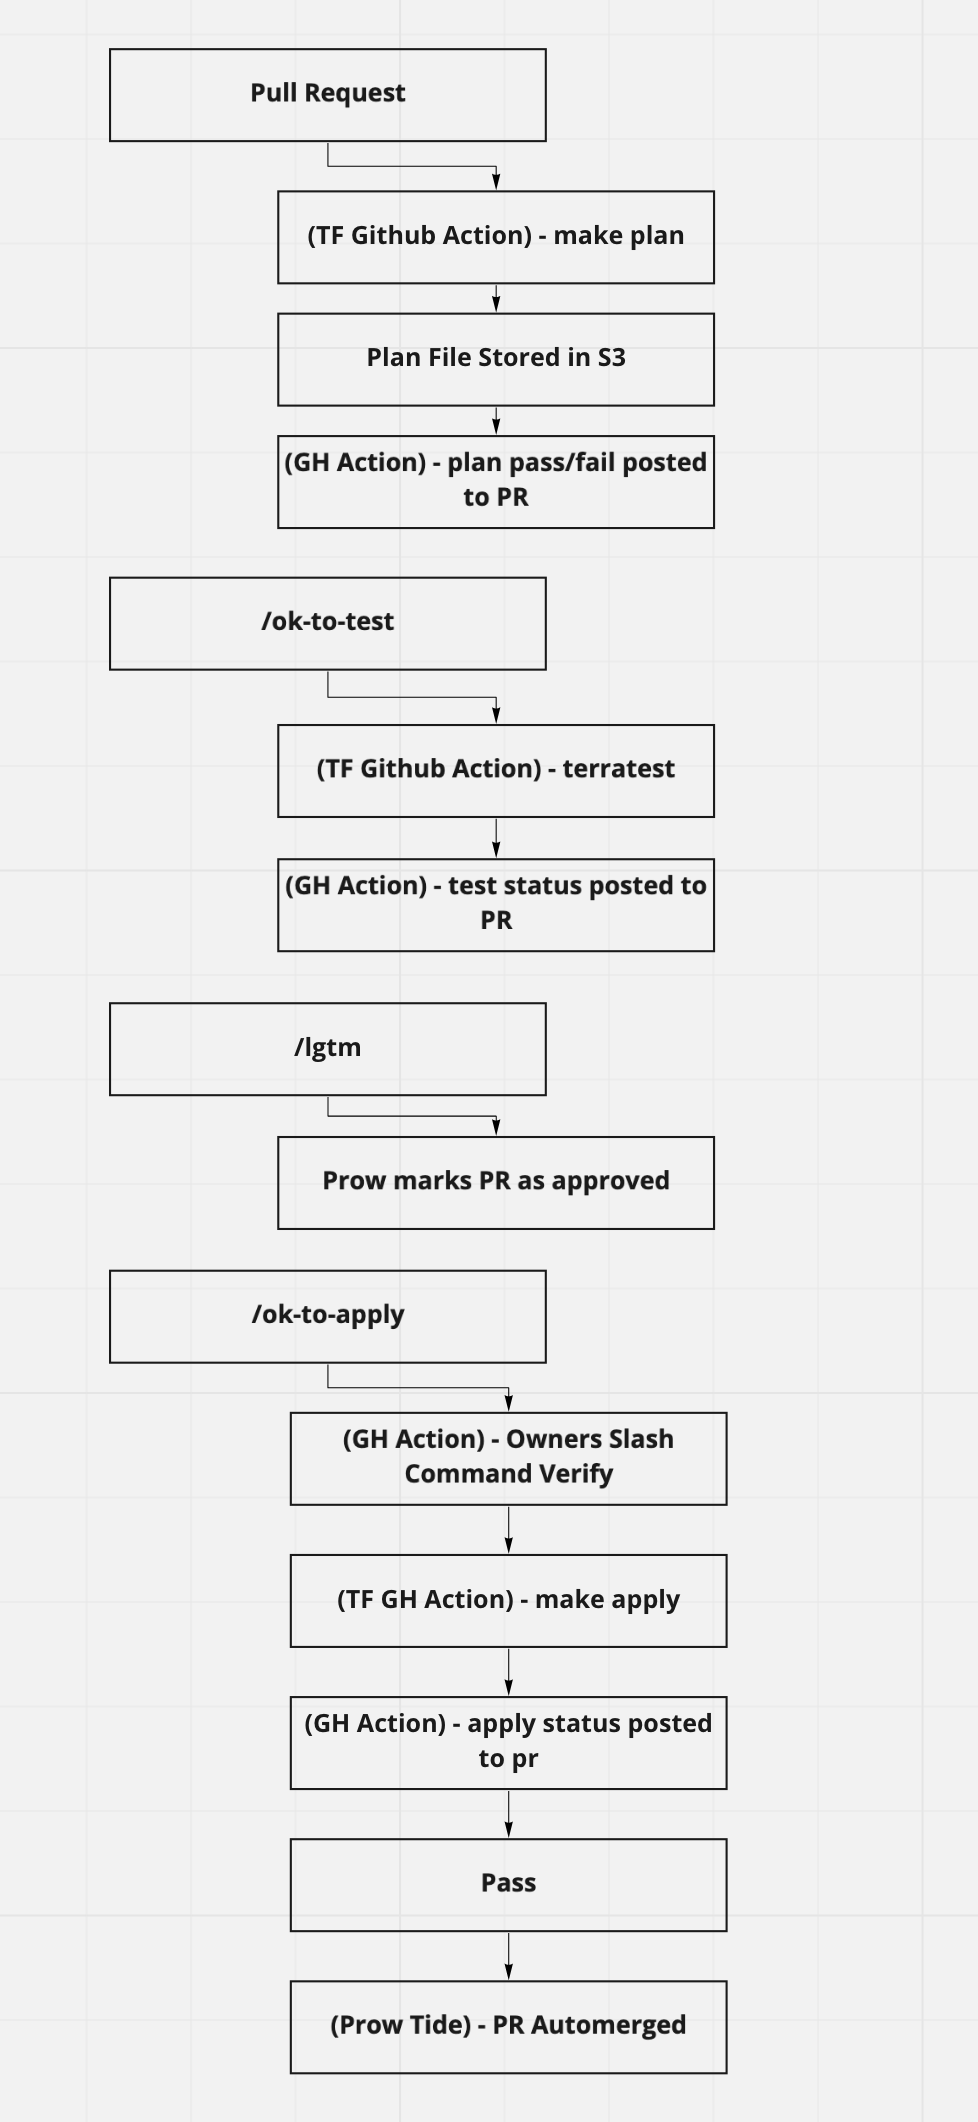 Pull Request
(TF Github Action) - make plan
Plan File Stored in S3
(GH Action) - plan pass/fail posted
to PR
/ok-to-test
(TF Github Action) - terratest
(GH Action) - test status posted to
PR
/lgtm
Prow marks PR as approved
/ok-to-apply
(GH Action) - Owners Slash
Command Verify
(TF GH Action) - make apply
(GH Action) - apply status posted
to pr
Pass
(Prow Tide) - PR Automerged